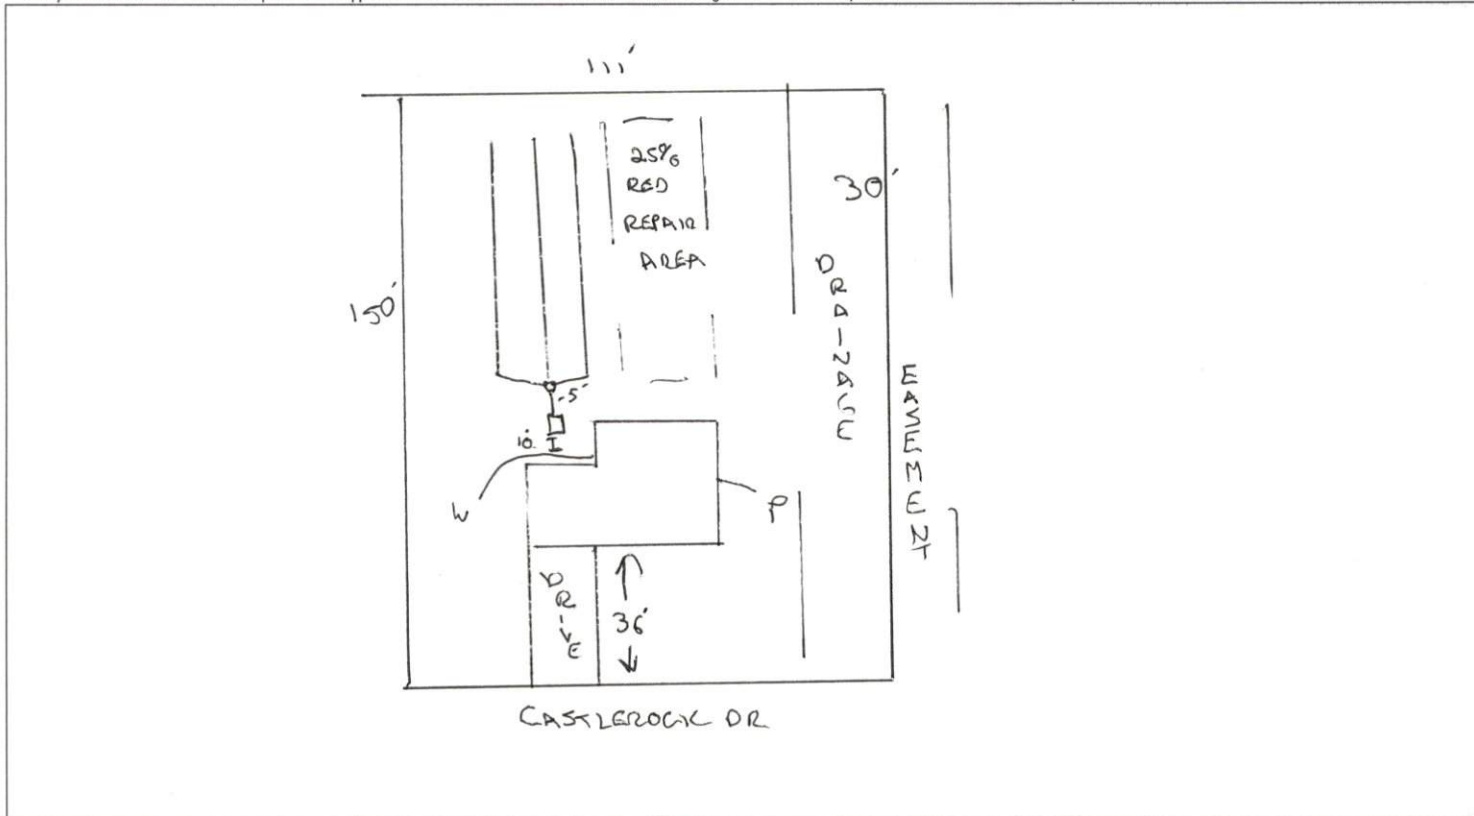 111'
150'
25%
RED
REPAIR
AREA
30'
DRAINAGE
EASEMENT
5'
10'
W
P
DRIVE
36'
CASTLEROCK DR